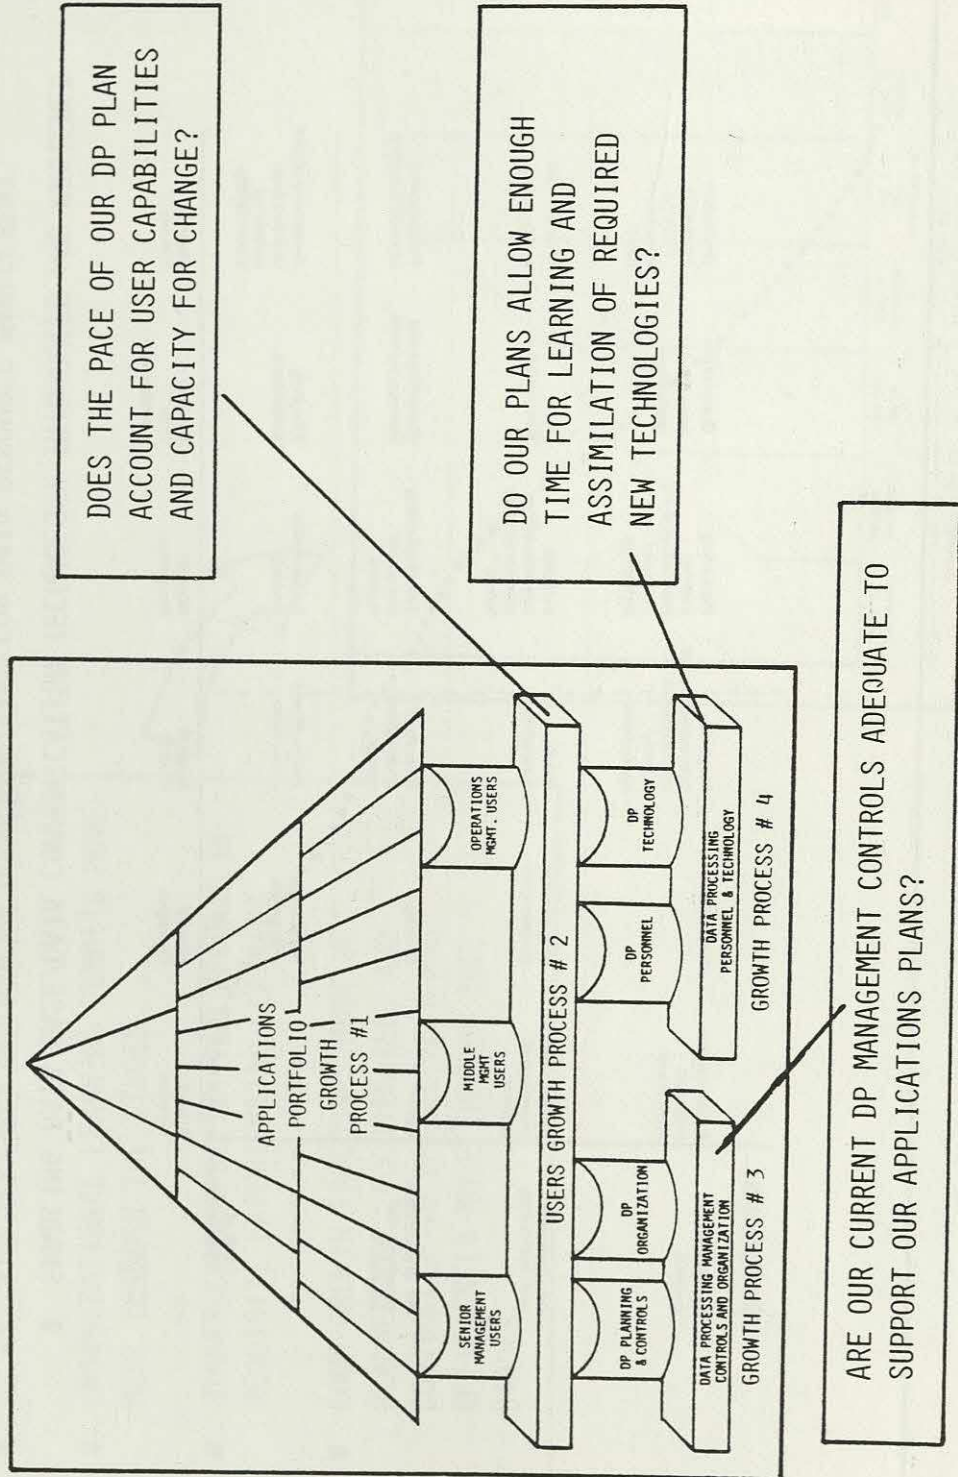 DOES THE PACE OF OUR DP PLAN
ACCOUNT FOR USER CAPABILITIES
AND CAPACITY FOR CHANGE?
DO OUR PLANS ALLOW ENOUGH
TIME FOR LEARNING AND
ASSIMILATION OF REQUIRED
NEW TECHNOLOGIES?
APPLICATIONS
PORTFOLIO
GROWTH
PROCESS #1
SENIOR
MANAGEMENT
USERS
MIDDLE
MGMT
USERS
OPERATIONS
MGMT. USERS
USERS GROWTH PROCESS # 2
DP PLANNING
& CONTROLS
DP
ORGANIZATION
DP
PERSONNEL
DP
TECHNOLOGY
DATA PROCESSING MANAGEMENT
CONTROLS AND ORGANIZATION
GROWTH PROCESS # 3
DATA PROCESSING
PERSONNEL & TECHNOLOGY
GROWTH PROCESS # 4
ARE OUR CURRENT DP MANAGEMENT CONTROLS ADEQUATE TO
SUPPORT OUR APPLICATIONS PLANS?